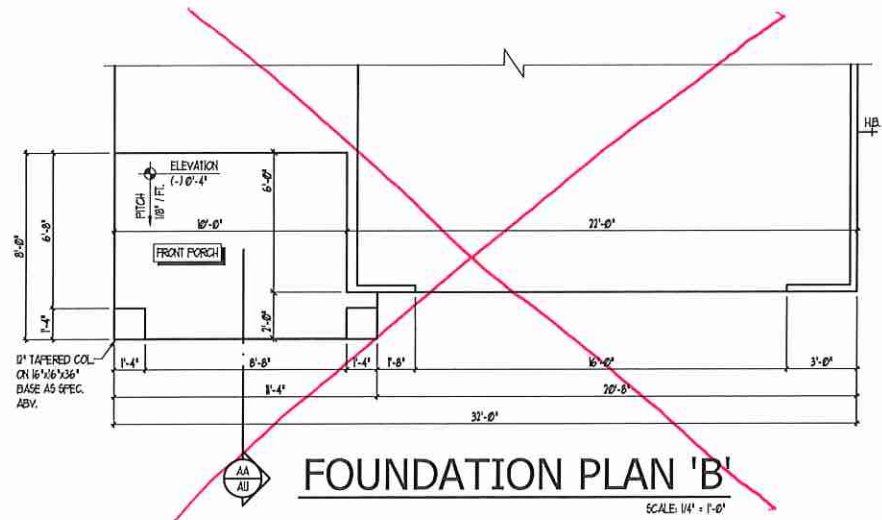 H.B.
ELEVATION
(-) 0'-4"
PITCH
1/8" / FT.
6'-0"
10'-0"
22'-0"
8'-0"
6'-8"
FRONT PORCH
1'-4"
2'-0"
12" TAPERED COL.
ON 16"x16"x36"
BASE AS SPEC.
ABV.
1'-4"
8'-8"
1'-4"
1'-8"
16'-0"
3'-0"
11'-4"
20'-8"
32'-0"
AA
FOUNDATION PLAN 'B'
SCALE: 1/4" = 1'-0"